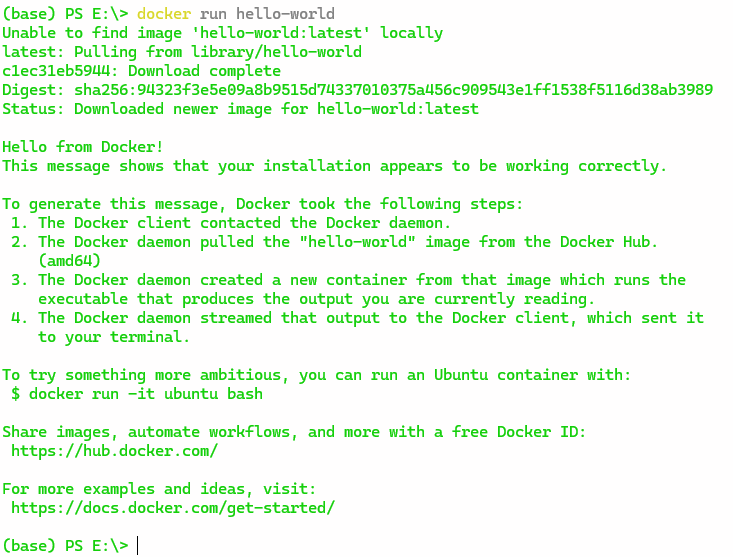 (base) PS E:\> docker run hello-world
Unable to find image 'hello-world:latest' locally
latest: Pulling from library/hello-world
c1ec31eb5944: Download complete
Digest: sha256:94323f3e5e09a8b9515d74337010375a456c909543e1ff1538f5116d38ab3989
Status: Downloaded newer image for hello-world:latest

Hello from Docker!
This message shows that your installation appears to be working correctly.

To generate this message, Docker took the following steps:
 1. The Docker client contacted the Docker daemon.
 2. The Docker daemon pulled the "hello-world" image from the Docker Hub.
    (amd64)
 3. The Docker daemon created a new container from that image which runs the
    executable that produces the output you are currently reading.
 4. The Docker daemon streamed that output to the Docker client, which sent it
    to your terminal.

To try something more ambitious, you can run an Ubuntu container with:
 $ docker run -it ubuntu bash

Share images, automate workflows, and more with a free Docker ID:
 https://hub.docker.com/

For more examples and ideas, visit:
 https://docs.docker.com/get-started/

(base) PS E:\>